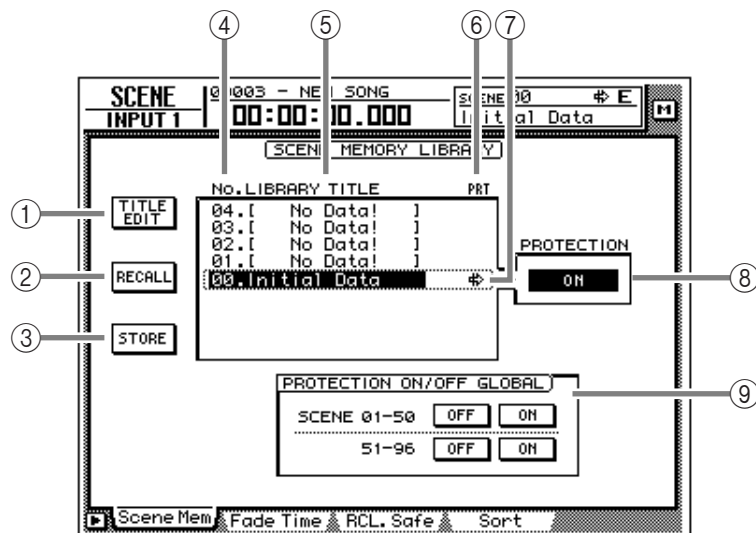 ④ ⑤ ⑥ ⑦
SCENE
INPUT 1
00003 - NEW SONG
00:00:00.000
SCENE 00 E
Initial Data
M
SCENE MEMORY LIBRARY
No. LIBRARY TITLE PRT
① TITLE EDIT
04.[ No Data! ]
03.[ No Data! ]
02.[ No Data! ]
01.[ No Data! ]
② RECALL
00.Initial Data
PROTECTION
ON ⑧
③ STORE
PROTECTION ON/OFF GLOBAL
⑨
SCENE 01-50 OFF ON
51-96 OFF ON
Scene Mem Fade Time RCL. Safe Sort